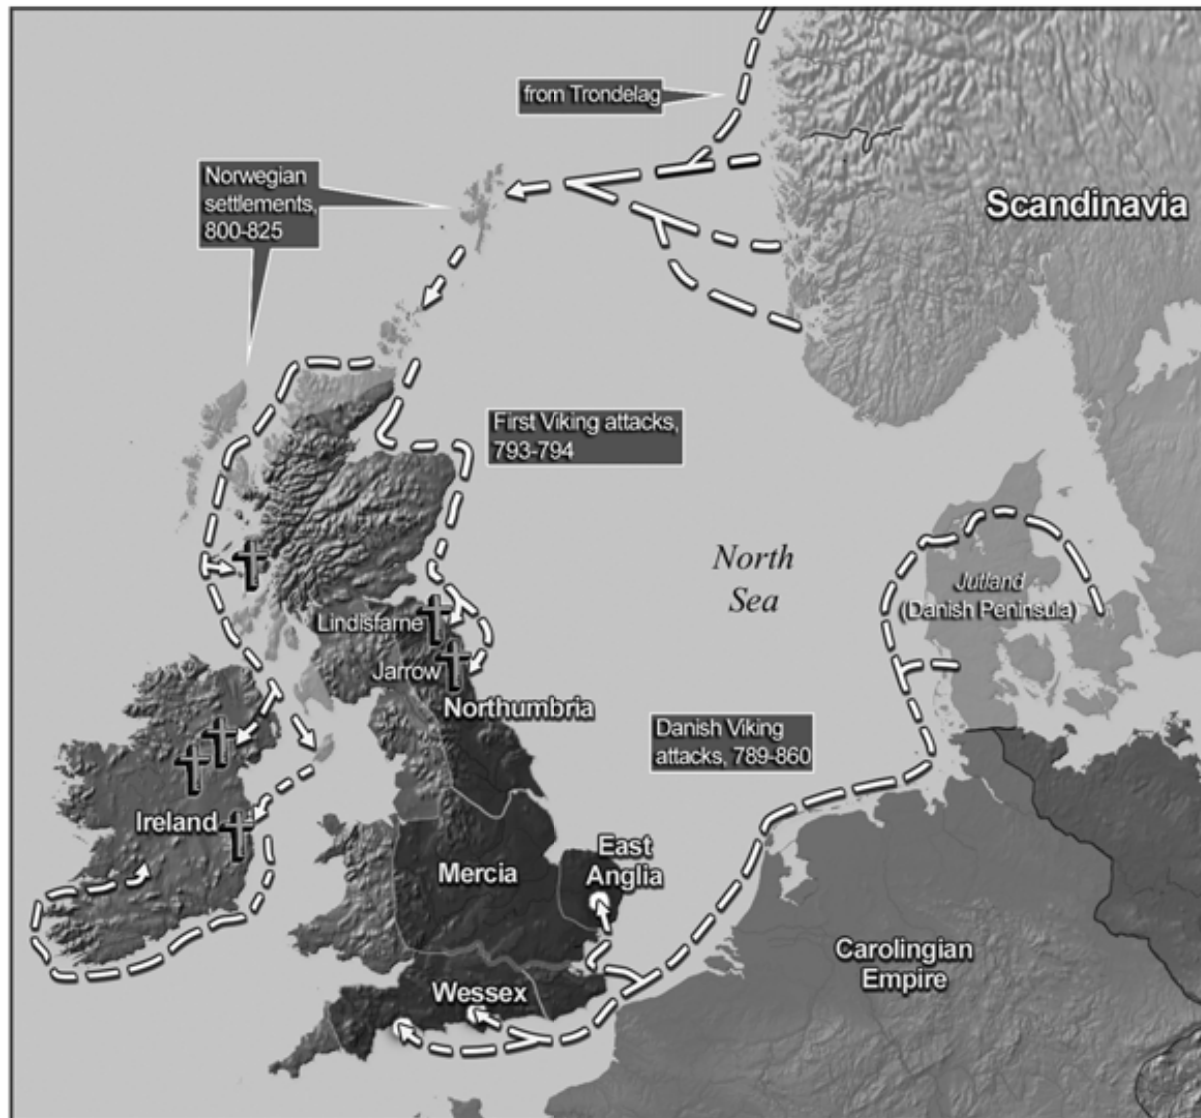 from Trondelag
Norwegian
settlements,
800-825
Scandinavia
First Viking attacks,
793-794
North
Sea
Jutland
(Danish Peninsula)
Lindisfarne
Jarrow
Northumbria
Danish Viking
attacks, 789-860
Ireland
Mercia
East
Anglia
Carolingian
Empire
Wessex